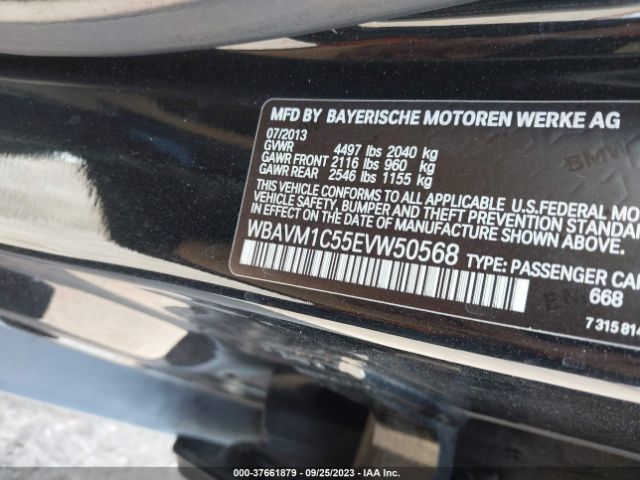 MFD BY BAYERISCHE MOTOREN WERKE AG
07/2013
GVWR 4497 lbs 2040 kg
GAWR FRONT 2116 lbs 960 kg
GAWR REAR 2546 lbs 1155 kg
THIS VEHICLE CONFORMS TO ALL APPLICABLE U.S. FEDERAL MO
VEHICLE SAFETY, BUMPER AND THEFT PREVENTION STANDA
IN EFFECT ON THE DATE OF MANUFACTURE SHOWN ABOVE.
WBAVM1C55EVW50568 TYPE: PASSENGER CAR
668
7 315 814
000-37661879 / 09/25/2023 / IAA Inc.